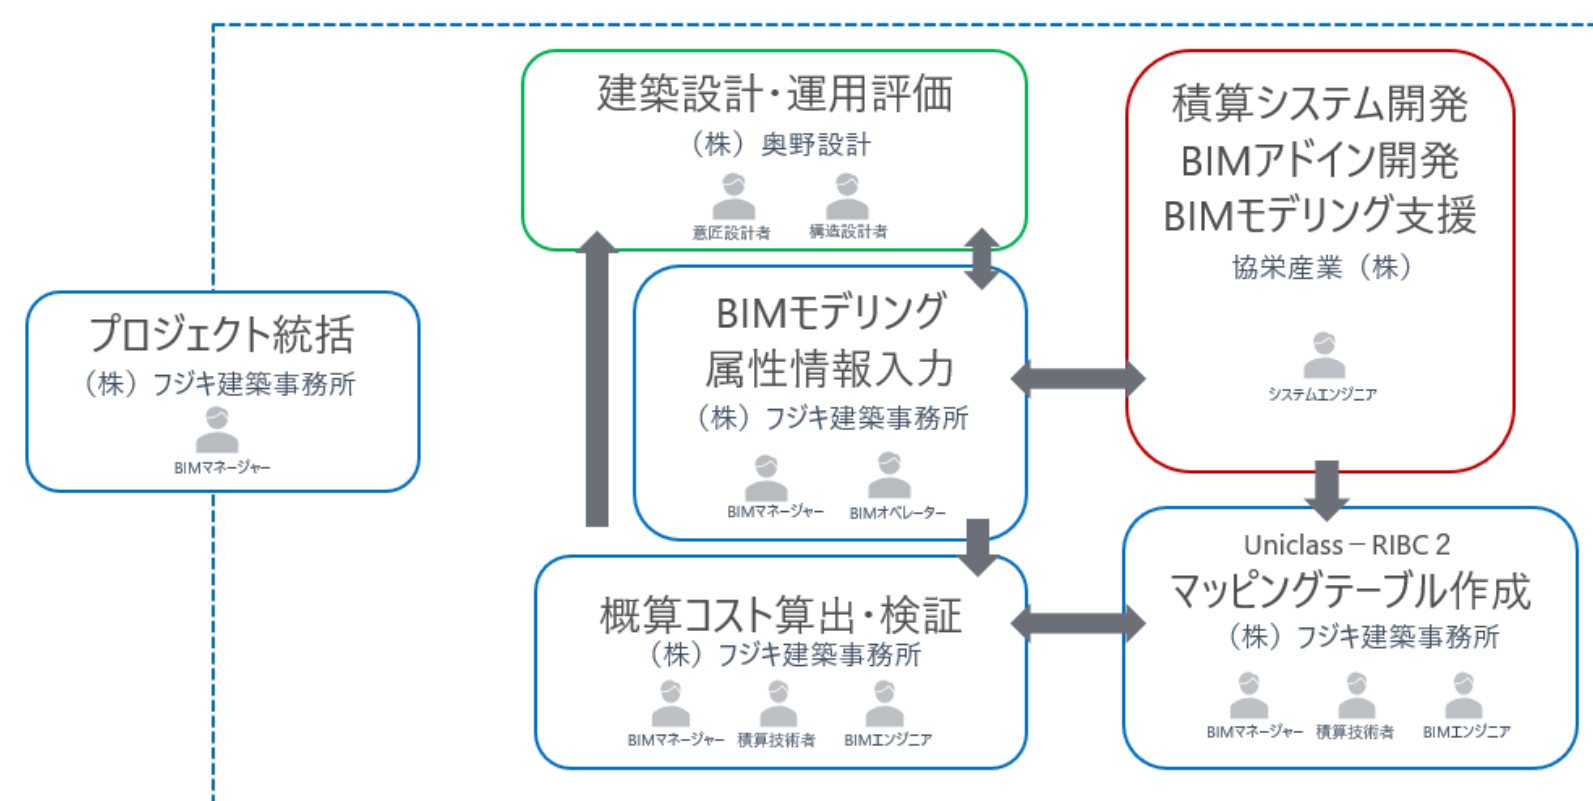 プロジェクト統括
（株）フジキ建築事務所
BIMマネージャー
建築設計・運用評価
（株）奥野設計
意匠設計者
構造設計者
BIMモデリング
属性情報入力
（株）フジキ建築事務所
BIMマネージャー
BIMオペレーター
概算コスト算出・検証
（株）フジキ建築事務所
BIMマネージャー
積算技術者
BIMエンジニア
積算システム開発
BIMアドイン開発
BIMモデリング支援
協栄産業（株）
システムエンジニア
Uniclass－RIBC 2
マッピングテーブル作成
（株）フジキ建築事務所
BIMマネージャー
積算技術者
BIMエンジニア